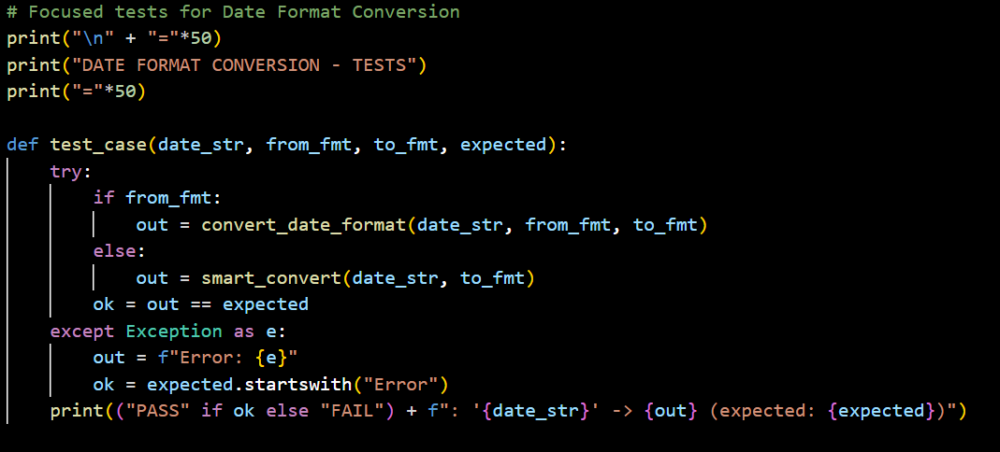 # Focused tests for Date Format Conversion
print("\n" + "="*50)
print("DATE FORMAT CONVERSION - TESTS")
print("="*50)

def test_case(date_str, from_fmt, to_fmt, expected):
    try:
        if from_fmt:
            out = convert_date_format(date_str, from_fmt, to_fmt)
        else:
            out = smart_convert(date_str, to_fmt)
        ok = out == expected
    except Exception as e:
        out = f"Error: {e}"
        ok = expected.startswith("Error")
    print(("PASS" if ok else "FAIL") + f": '{date_str}' -> {out} (expected: {expected})")